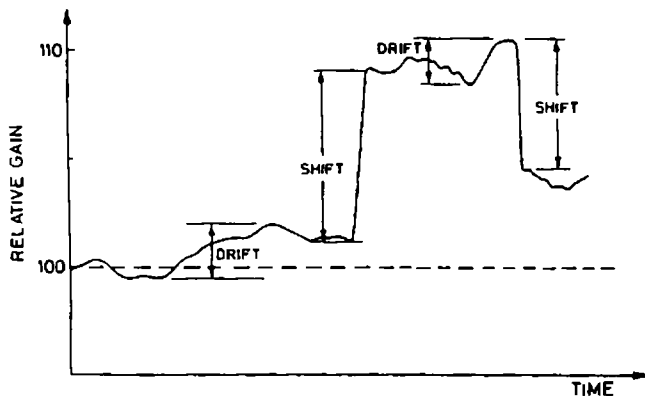 110
DRIFT
SHIFT
SHIFT
RELATIVE GAIN
DRIFT
100
TIME